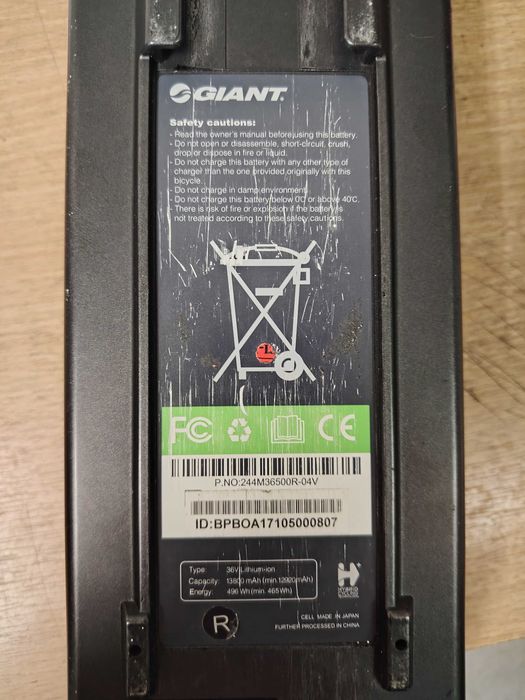 GIANT.
Safety cautions:
- Read the owner's manual before using this battery.
- Do not open or disassemble, short-circuit, crush,
drop or dispose in fire or liquid.
- Do not charge this battery with any other type of
charger than the one provided originally with this
bicycle.
- Do not charge in damp environment.
- Do not charge this battery below 0℃ or above 40℃.
- There is risk of fire or explosion if the battery is
not treated according to these safety cautions.
FC CE
P.NO:244M36500R-04V
ID:BPBOA17105000807
Type: 36V Lithium-ion
Capacity: 13800 mAh (min.12920mAh)
Energy: 496 Wh (min. 465 Wh)
HYBRID
CYCLING
R
CELL MADE IN JAPAN
FURTHER PROCESSED IN CHINA